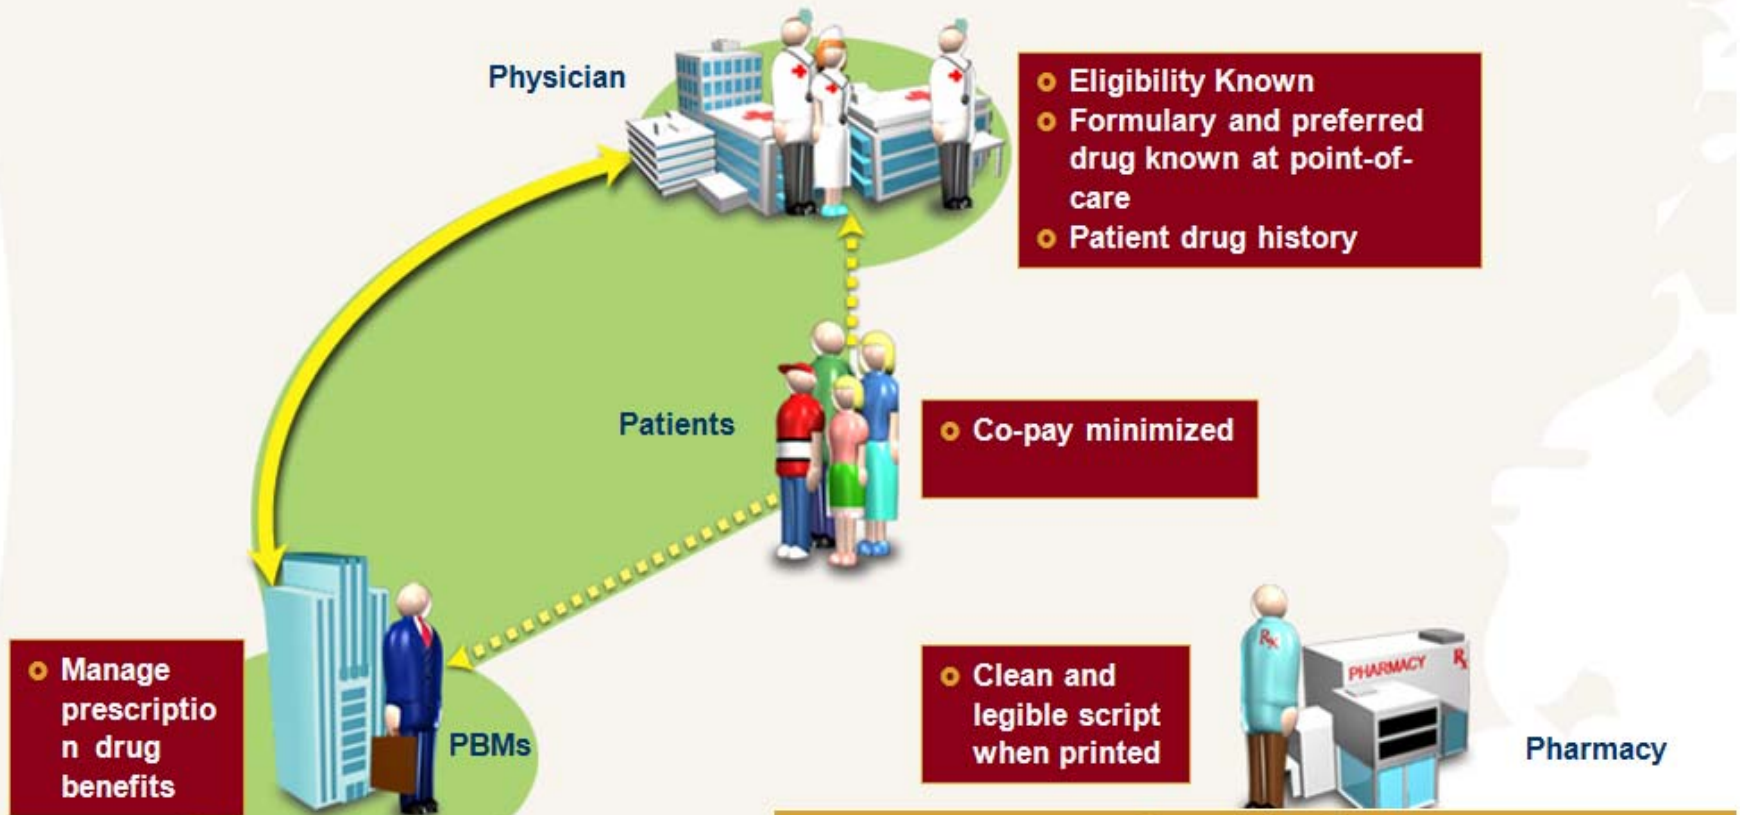 Physician
Eligibility Known
Formulary and preferred
drug known at point-of-
care
Patient drug history
Patients
Co-pay minimized
Manage
prescriptio
n drug
benefits
PBMs
Clean and
legible script
when printed
Rx
PHARMACY
Rx
Pharmacy